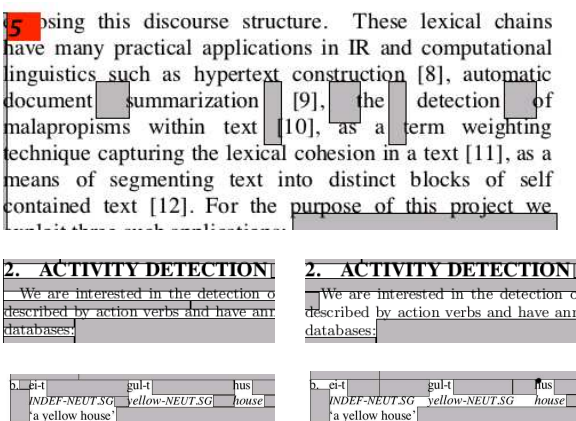 5
osing this discourse structure. These lexical chains
have many practical applications in IR and computational
linguistics such as hypertext construction [8], automatic
document summarization [9], the detection of
malapropisms within text [10], as a term weighting
technique capturing the lexical cohesion in a text [11], as a
means of segmenting text into distinct blocks of self
contained text [12]. For the purpose of this project we
exploit three such applications:
2. ACTIVITY DETECTION
We are interested in the detection o
described by action verbs and have ann
databases:
2. ACTIVITY DETECTION
We are interested in the detection o
described by action verbs and have ann
databases:
b. ei-t gul-t hus
INDEF-NEUT.SG yellow-NEUT.SG house
‘a yellow house’
b. ei-t gul-t hus
INDEF-NEUT.SG yellow-NEUT.SG house
‘a yellow house’